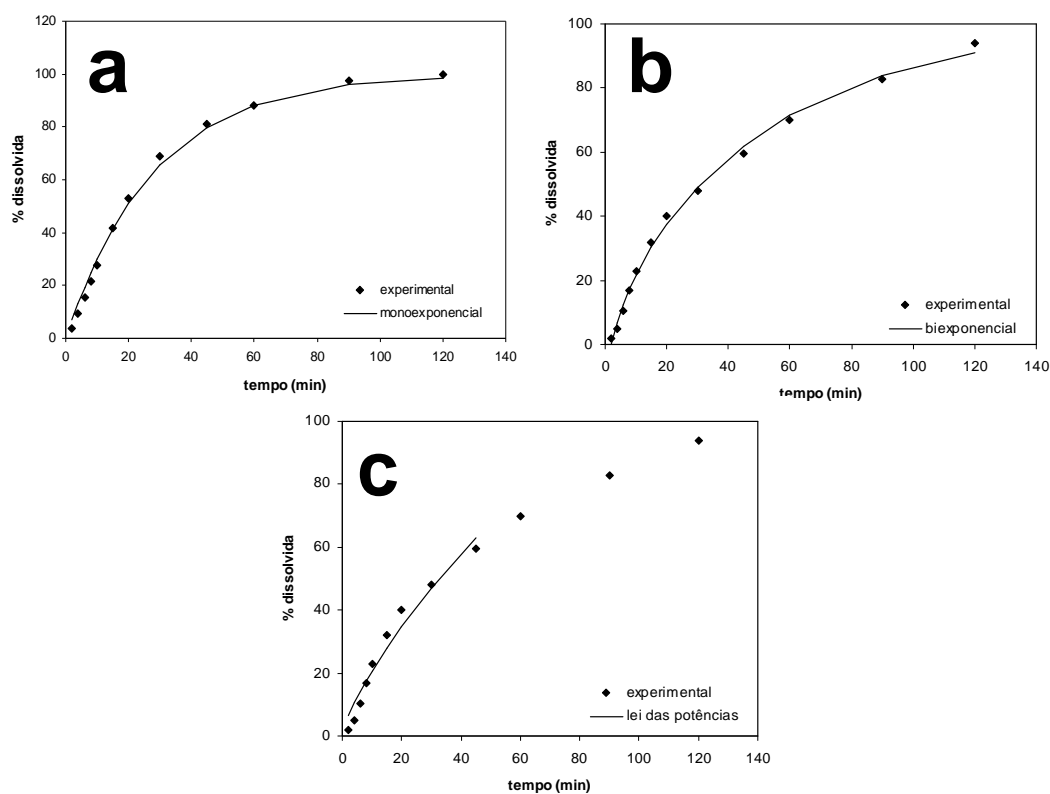 a
120
100
80
60
40
20
0
% dissolvida
experimental
monoexponencial
0 20 40 60 80 100 120 140
tempo (min)
b
100
80
60
40
20
0
% dissolvida
experimental
biexponencial
0 20 40 60 80 100 120 140
tempo (min)
c
100
80
60
40
20
0
% dissolvida
experimental
lei das potências
0 20 40 60 80 100 120 140
tempo (min)